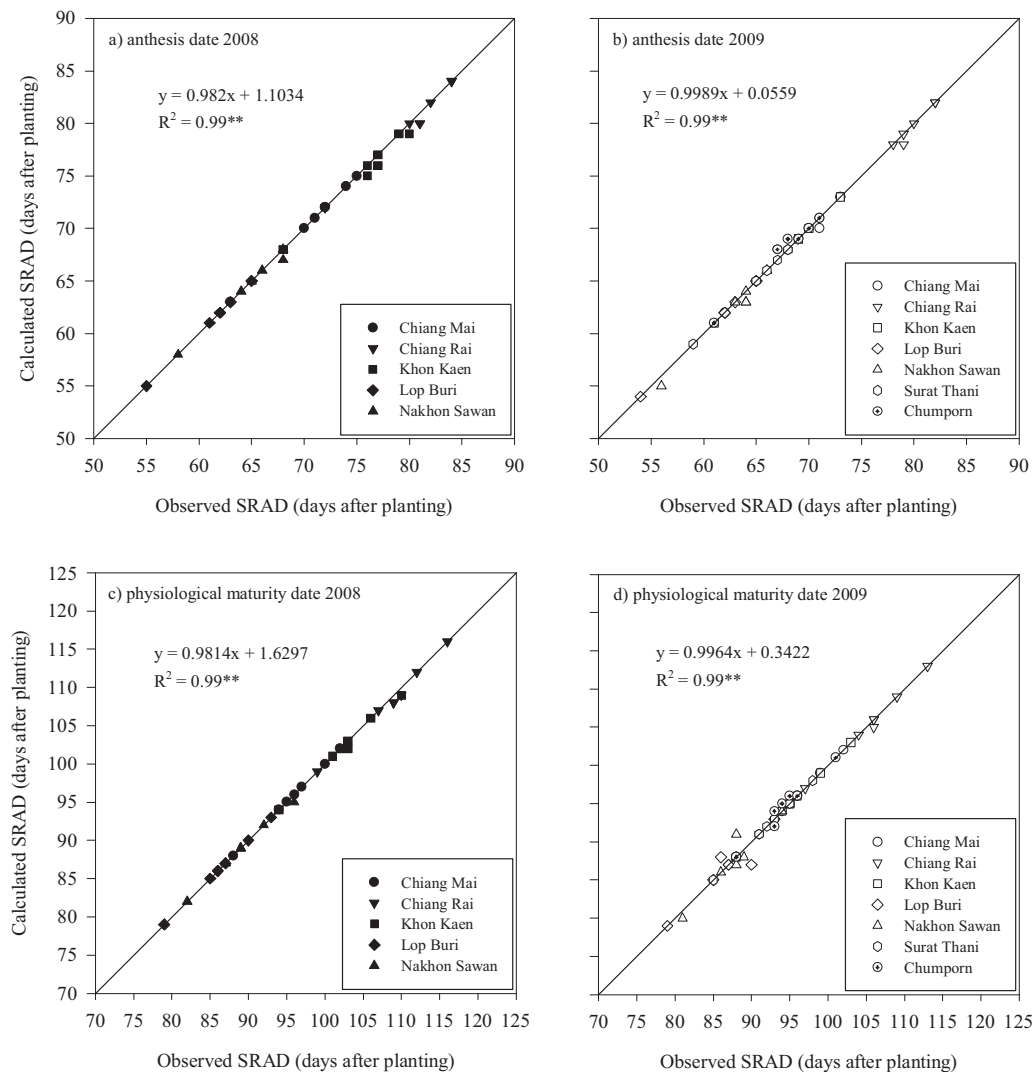 a) anthesis date 2008
y = 0.982x + 1.1034
R² = 0.99**
Calculated SRAD (days after planting)
90
85
80
75
70
65
60
55
50
Chiang Mai
Chiang Rai
Khon Kaen
Lop Buri
Nakhon Sawan
50 55 60 65 70 75 80 85 90
Observed SRAD (days after planting)
b) anthesis date 2009
y = 0.9989x + 0.0559
R² = 0.99**
90
85
80
75
70
65
60
55
50
Chiang Mai
Chiang Rai
Khon Kaen
Lop Buri
Nakhon Sawan
Surat Thani
Chumporn
50 55 60 65 70 75 80 85 90
Observed SRAD (days after planting)
c) physiological maturity date 2008
y = 0.9814x + 1.6297
R² = 0.99**
Calculated SRAD (days after planting)
125
120
115
110
105
100
95
90
85
80
75
70
Chiang Mai
Chiang Rai
Khon Kaen
Lop Buri
Nakhon Sawan
70 75 80 85 90 95 100 105 110 115 120 125
Observed SRAD (days after planting)
d) physiological maturity date 2009
y = 0.9964x + 0.3422
R² = 0.99**
Chiang Mai
Chiang Rai
Khon Kaen
Lop Buri
Nakhon Sawan
Surat Thani
Chumporn
70 75 80 85 90 95 100 105 110 115 120 125
Observed SRAD (days after planting)